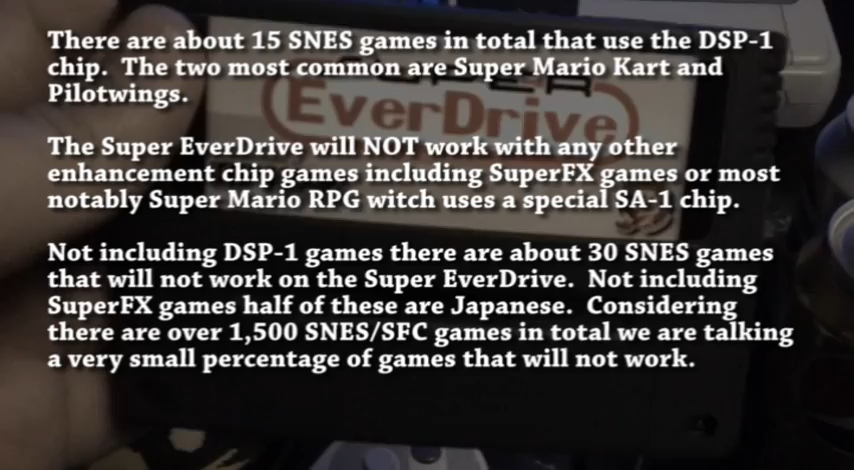 There are about 15 SNES games in total that use the DSP-1
chip. The two most common are Super Mario Kart and
Pilotwings.
The Super EverDrive will NOT work with any other
enhancement chip games including SuperFX games or most
notably Super Mario RPG witch uses a special SA-1 chip.
Not including DSP-1 games there are about 30 SNES games
that will not work on the Super EverDrive. Not including
SuperFX games half of these are Japanese. Considering
there are over 1,500 SNES/SFC games in total we are talking
a very small percentage of games that will not work.
SUPER
EverDrive